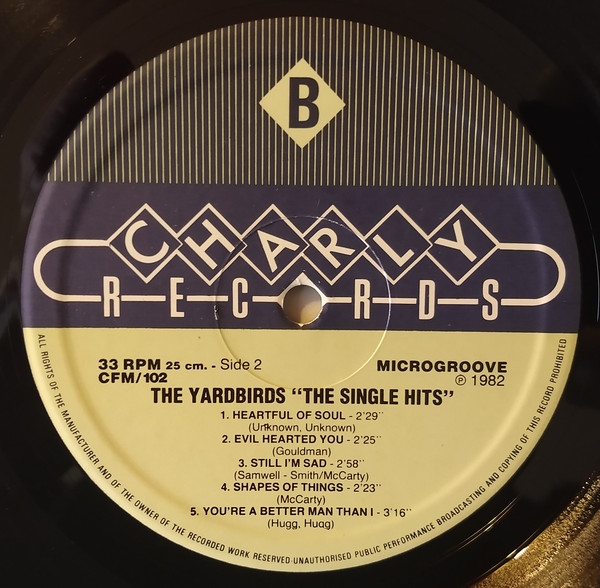 B
CHARLY
RECORDS
33 RPM 25 cm. - Side 2
CFM/102
MICROGROOVE
℗ 1982
THE YARDBIRDS "THE SINGLE HITS"
1. HEARTFUL OF SOUL - 2'29"
(Unknown, Unknown)
2. EVIL HEARTED YOU - 2'25"
(Gouldman)
3. STILL I'M SAD - 2'58"
(Samwell - Smith/McCarty)
4. SHAPES OF THINGS - 2'23"
(McCarty)
5. YOU'RE A BETTER MAN THAN I - 3'16"
(Hugg, Hugg)
ALL RIGHTS OF THE MANUFACTURER AND OF THE OWNER OF THE RECORDED WORK RESERVED-UNAUTHORISED PUBLIC PERFORMANCE BROADCASTING AND COPYING OF THIS RECORD PROHIBITED